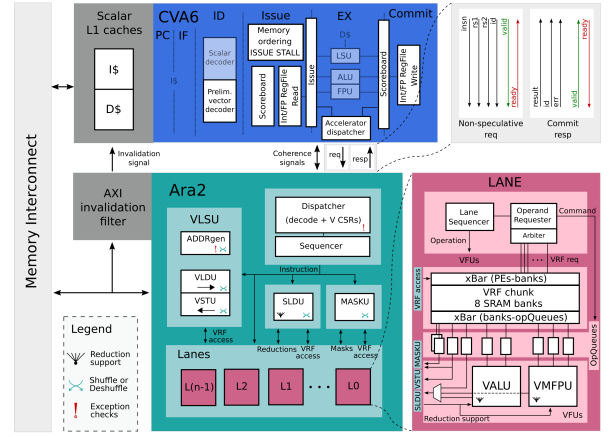 Memory Interconnect
Scalar
L1 caches
I$
D$
Invalidation
signal
AXI
invalidation
filter
Legend
Reduction
support
Shuffle or
Deshuffle
Exception
checks
CVA6
PC
IF
I$
ID
Scalar
decoder
Prelim.
vector
decoder
Issue
Memory
ordering
ISSUE STALL
Scoreboard
Int/FP RegFile
Read
Issue
EX
D$
LSU
ALU
FPU
Accelerator
dispatcher
Scoreboard
Commit
Int/FP RegFile
Write
Coherence
signals
req
resp
insn
rs1
rs2
id
valid
ready
Non-speculative
req
result
id
err
valid
ready
Commit
resp
Ara2
VLSU
ADDRgen
VLDU
VSTU
VRF
access
Dispatcher
(decode + V CSRs)
Sequencer
Instruction
SLDU
MASKU
Reductions
VRF
access
Masks
VRF
access
Lanes
L(n-1)
L2
L1
L0
LANE
Lane
Sequencer
Operation
VFUs
Operand
Requester
Arbiter
Command
VRF req
VRF access
xBar (PEs-banks)
VRF chunk
8 SRAM banks
xBar (banks-opQueues)
OpQueues
SLDU VSTU MASKU
VALU
VMFPU
Reduction support
VFUs